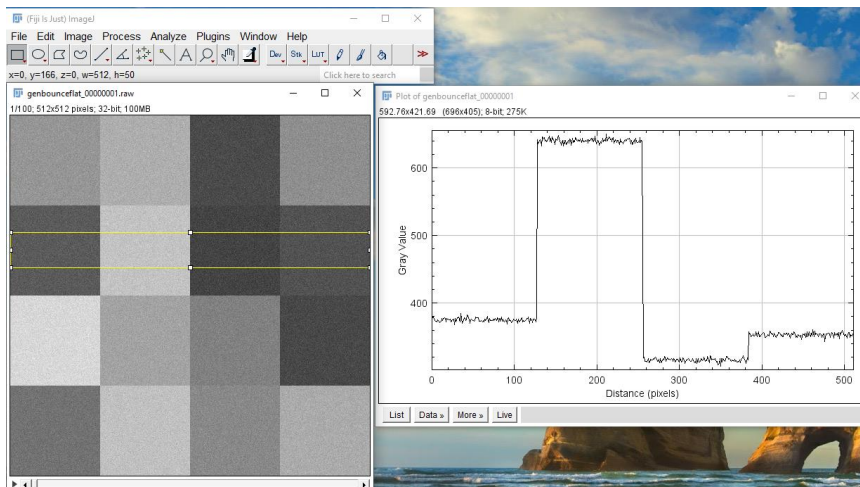 (Fiji Is Just) ImageJ
File Edit Image Process Analyze Plugins Window Help
Dev Stk LUT
x=0, y=166, z=0, w=512, h=50
Click here to search
genbounceflat_00000001.raw
1/100; 512x512 pixels; 32-bit; 100MB
Plot of genbounceflat_00000001
592.76x421.69 (696x405); 8-bit; 275K
600
400
Gray Value
0 100 200 300 400 500
Distance (pixels)
List Data » More » Live